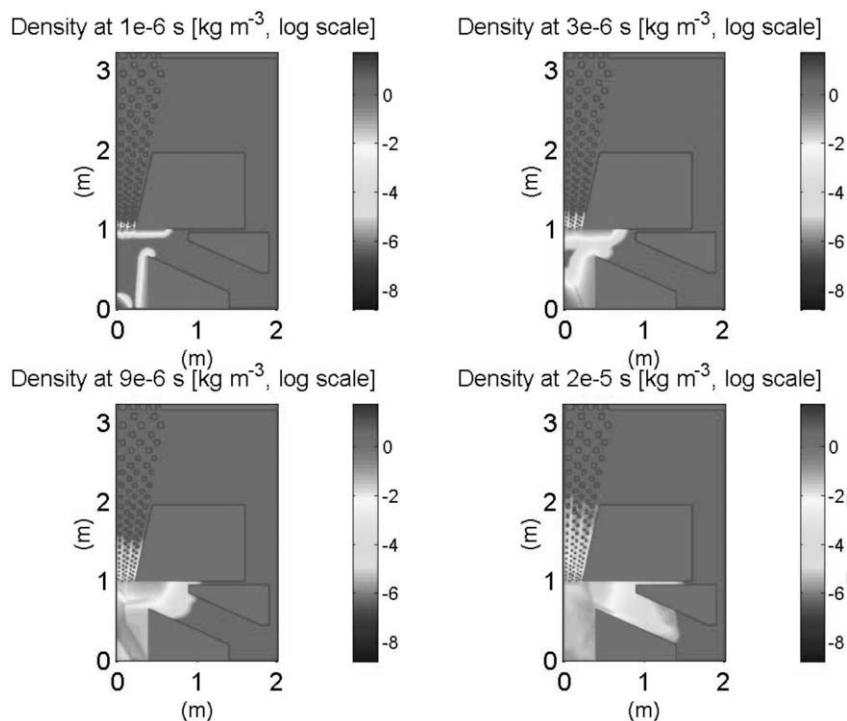 Density at 1e-6 s [kg m-3, log scale]
3
2
1
0
(m)
0 1 2
(m)
0
-2
-4
-6
-8
Density at 3e-6 s [kg m-3, log scale]
3
2
1
0
(m)
0 1 2
(m)
0
-2
-4
-6
-8
Density at 9e-6 s [kg m-3, log scale]
3
2
1
0
(m)
0 1 2
(m)
0
-2
-4
-6
-8
Density at 2e-5 s [kg m-3, log scale]
3
2
1
0
(m)
0 1 2
(m)
0
-2
-4
-6
-8